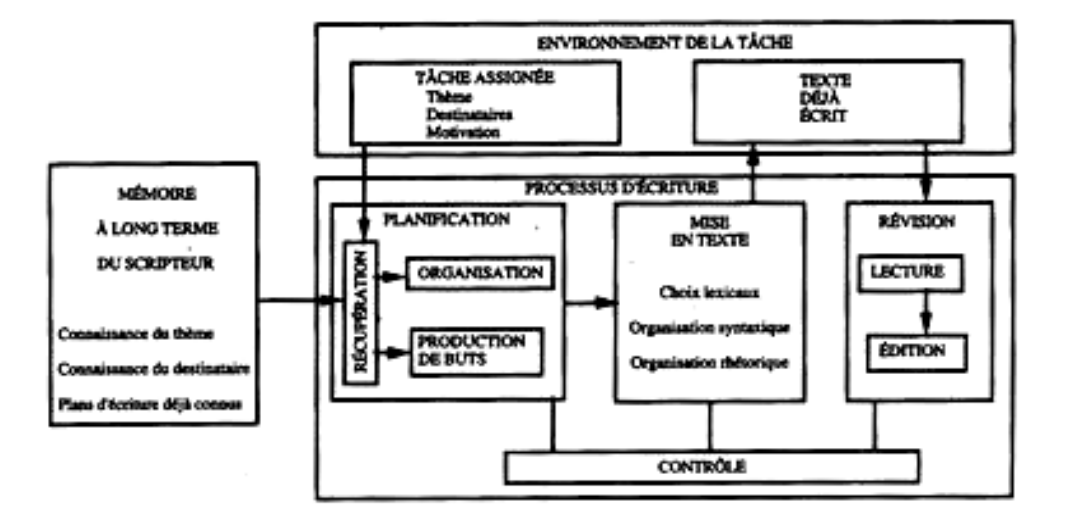 ENVIRONNEMENT DE LA TÂCHE
TÂCHE ASSIGNÉE
Thème
Destinataires
Motivation
TEXTE
DÉJÀ
ÉCRIT
MÉMOIRE
À LONG TERME
DU SCRIPTEUR
Connaissance du thème
Connaissance du destinataire
Plans d'écriture déjà connus
PROCESSUS D'ÉCRITURE
PLANIFICATION
RÉCUPÉRATION
ORGANISATION
PRODUCTION
DE BUTS
MISE
EN TEXTE
Choix lexicaux
Organisation syntaxique
Organisation rhétorique
RÉVISION
LECTURE
ÉDITION
CONTRÔLE